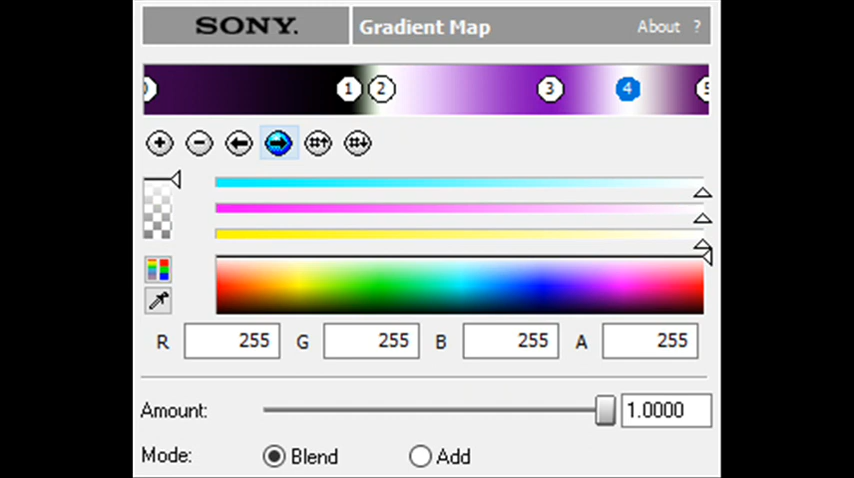 SONY. Gradient Map About ?
0 1 2 3 4 5
R 255 G 255 B 255 A 255
Amount: 1.0000
Mode: Blend Add